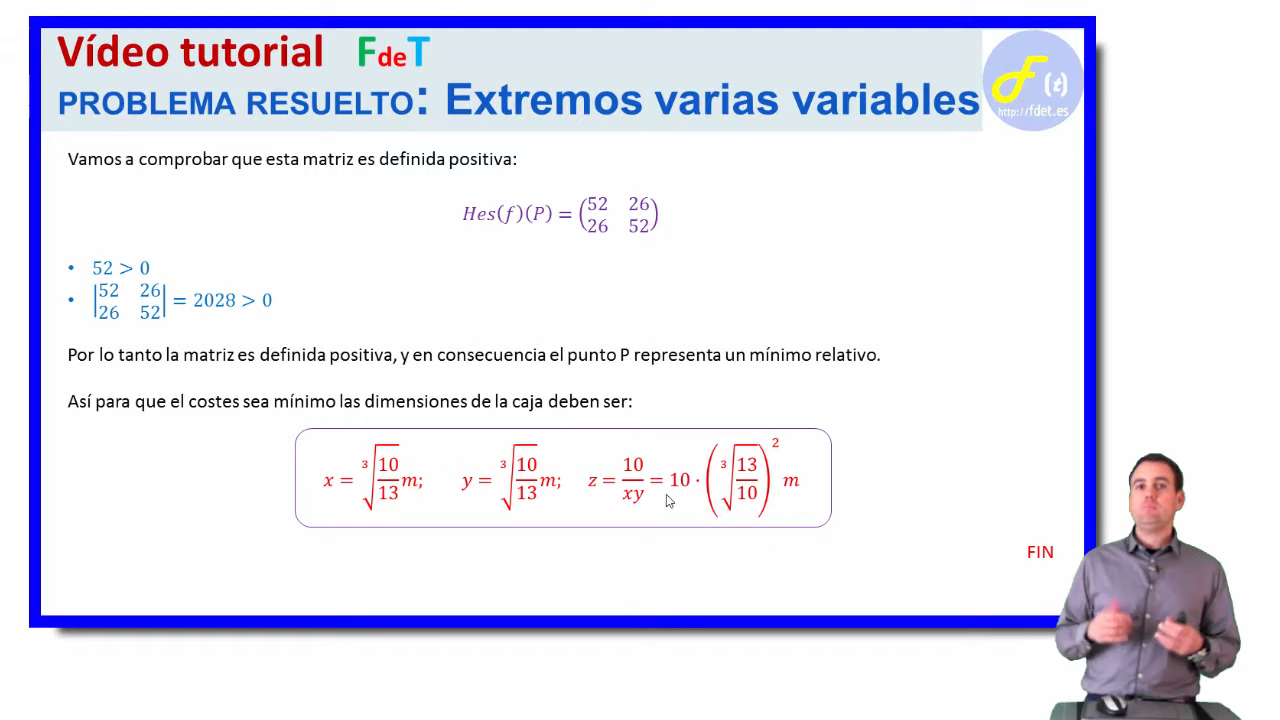 Vídeo tutorial FdeT
PROBLEMA RESUELTO: Extremos varias variables
F (t)
http://fdet.es
Vamos a comprobar que esta matriz es definida positiva:
Hes(f)(P) = (52 26
26 52)
• 52 > 0
• |52 26
26 52| = 2028 > 0
Por lo tanto la matriz es definida positiva, y en consecuencia el punto P representa un mínimo relativo.
Así para que el costes sea mínimo las dimensiones de la caja deben ser:
x = ∛(10/13) m; y = ∛(10/13) m; z = 10/xy = 10 · (∛(13/10))² m
FIN